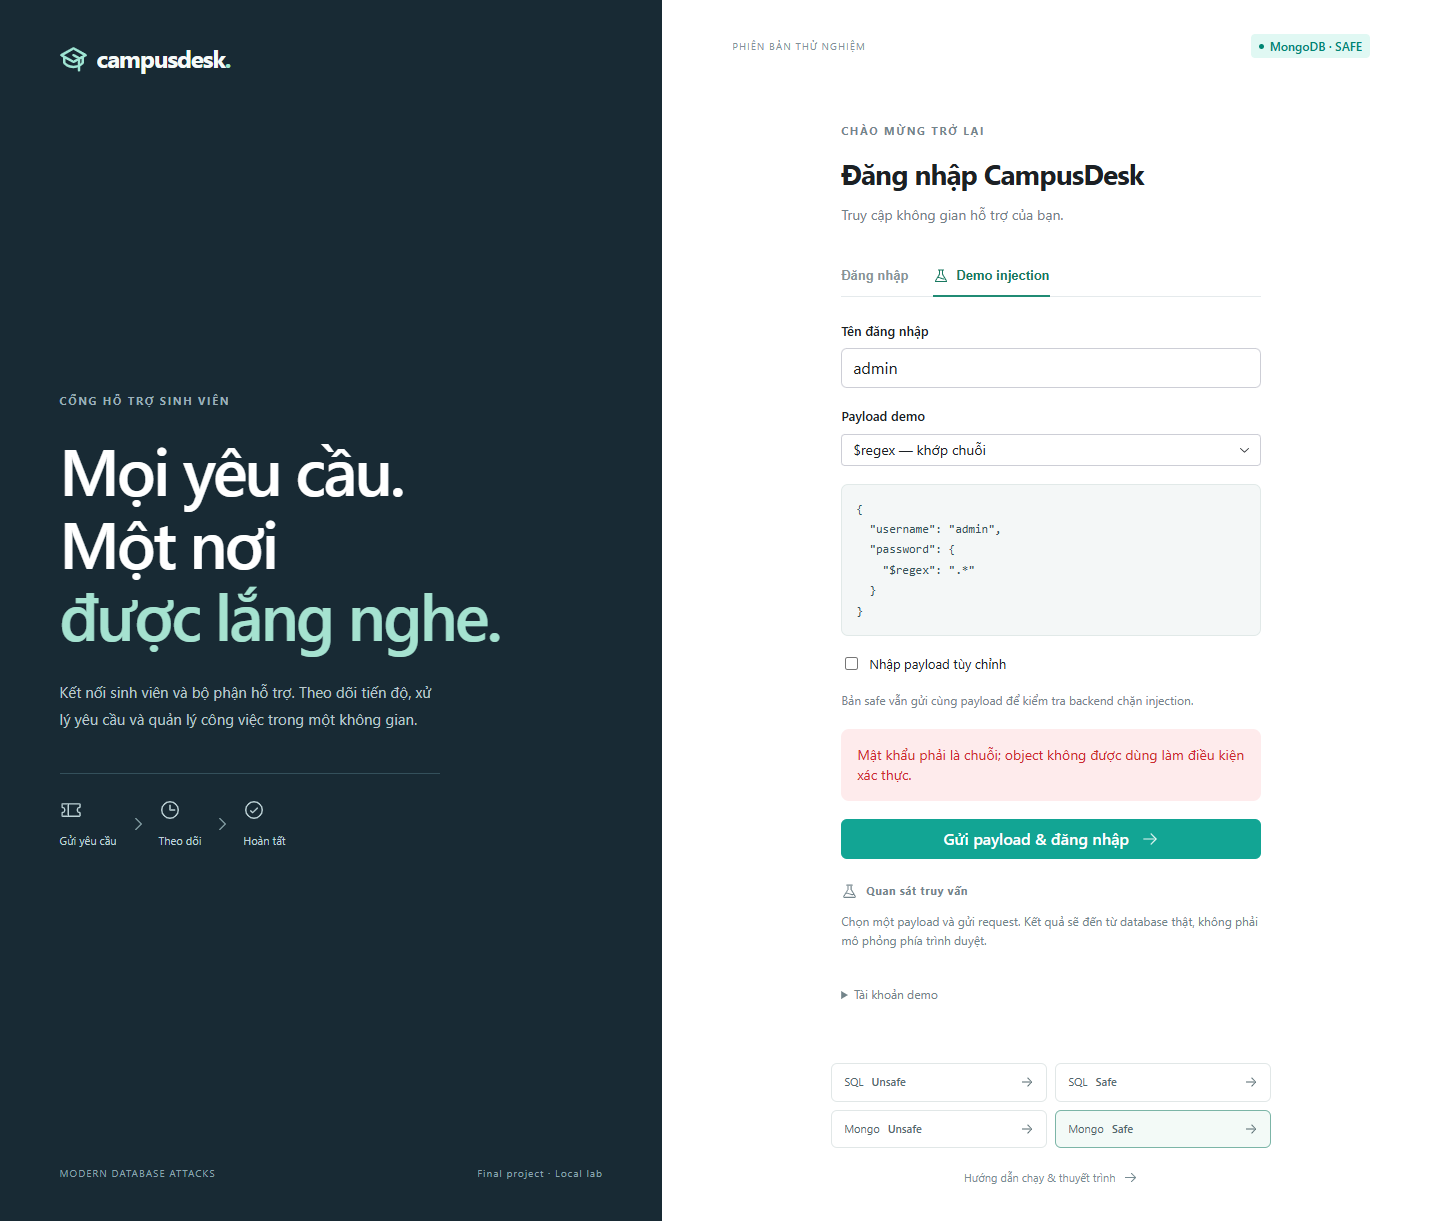 campusdesk.
CỔNG HỖ TRỢ SINH VIÊN
Mọi yêu cầu.
Một nơi
được lắng nghe.
Kết nối sinh viên và bộ phận hỗ trợ. Theo dõi tiến độ, xử
lý yêu cầu và quản lý công việc trong một không gian.
Gửi yêu cầu
Theo dõi
Hoàn tất
MODERN DATABASE ATTACKS
Final project · Local lab
PHIÊN BẢN THỬ NGHIỆM
MongoDB · SAFE
CHÀO MỪNG TRỞ LẠI
Đăng nhập CampusDesk
Truy cập không gian hỗ trợ của bạn.
Đăng nhập
Demo injection
Tên đăng nhập
admin
Payload demo
$regex — khớp chuỗi
{
"username": "admin",
"password": {
"$regex": ".*"
}
}
Nhập payload tùy chỉnh
Bản safe vẫn gửi cùng payload để kiểm tra backend chặn injection.
Mật khẩu phải là chuỗi; object không được dùng làm điều kiện
xác thực.
Gửi payload & đăng nhập
Quan sát truy vấn
Chọn một payload và gửi request. Kết quả sẽ đến từ database thật, không phải
mô phỏng phía trình duyệt.
Tài khoản demo
SQL Unsafe
SQL Safe
Mongo Unsafe
Mongo Safe
Hướng dẫn chạy & thuyết trình